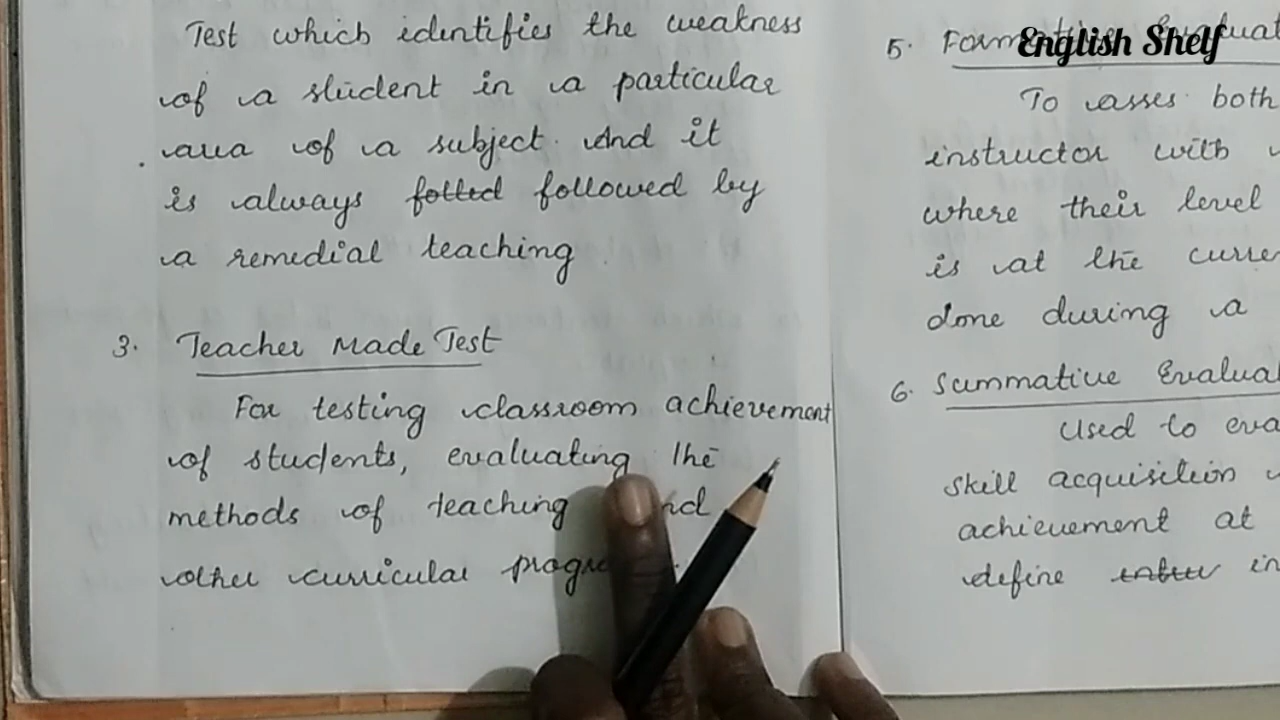 Test which identifies the weakness
of a student in a particular
area of a subject. And it
is always followed by
a remedial teaching
3. Teacher Made Test
For testing classroom achievement
of students, evaluating the
methods of teaching
other curricular
English Shelf
5.
To asses both
instructor with
where their level
is at the
done during a
6. Summative
Used to
skill acquisition
achievement at
define